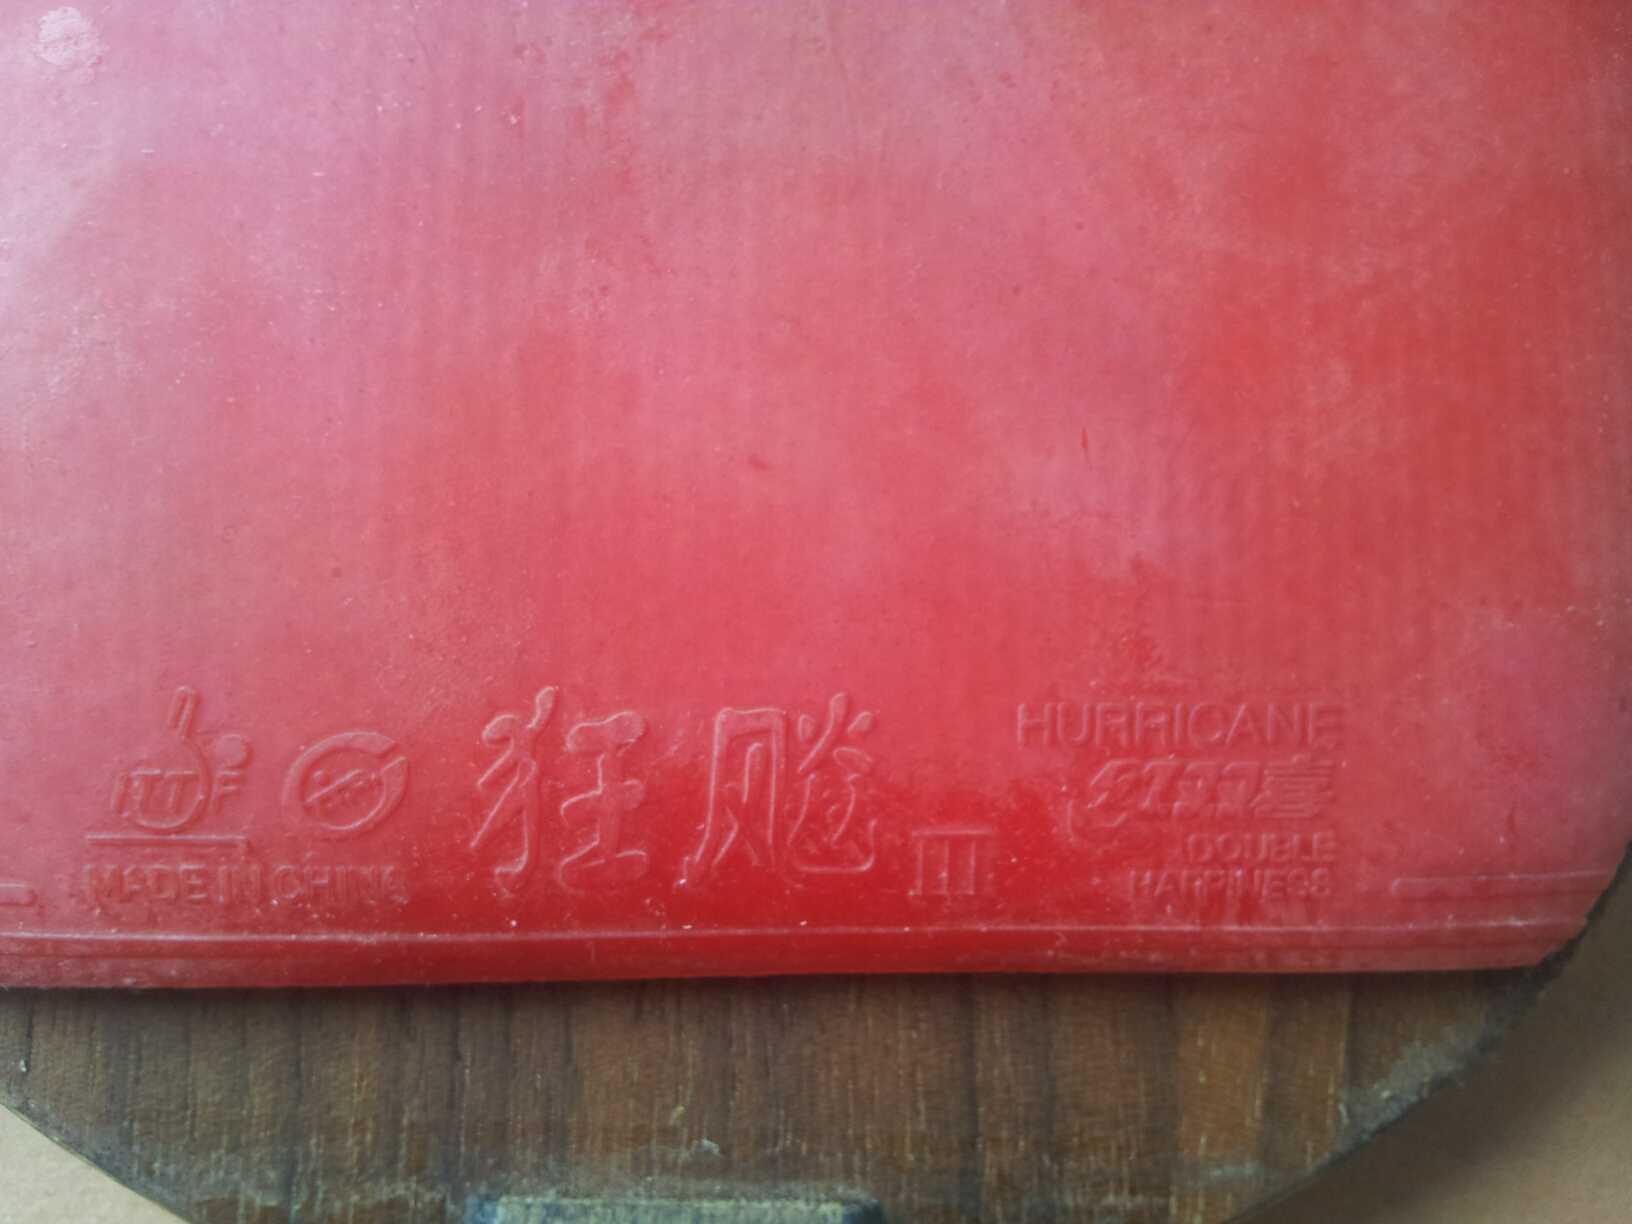 ITTF
MADE IN CHINA
狂飚 III
HURRICANE
红双喜
DOUBLE
HAPPINESS